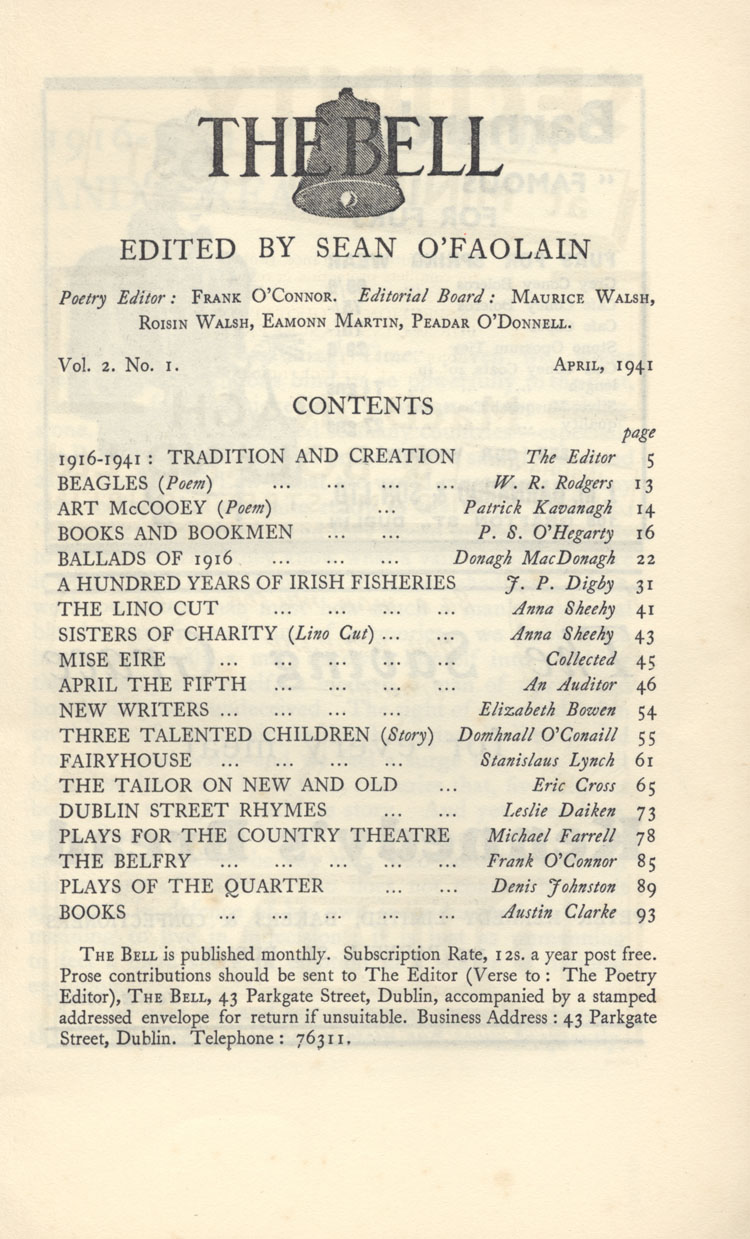 THE BELL
EDITED BY SEAN O'FAOLAIN
Poetry Editor : FRANK O'CONNOR. Editorial Board : MAURICE WALSH,
ROISIN WALSH, EAMONN MARTIN, PEADAR O'DONNELL.
Vol. 2. No. 1. APRIL, 1941
CONTENTS
page
1916-1941 : TRADITION AND CREATION The Editor 5
BEAGLES (Poem) ... ... ... ... W. R. Rodgers 13
ART McCOOEY (Poem) ... Patrick Kavanagh 14
BOOKS AND BOOKMEN ... ... P. S. O'Hegarty 16
BALLADS OF 1916 ... ... ... Donagh MacDonagh 22
A HUNDRED YEARS OF IRISH FISHERIES J. P. Digby 31
THE LINO CUT ... ... ... ... Anna Sheehy 41
SISTERS OF CHARITY (Lino Cut) ... ... Anna Sheehy 43
MISE EIRE ... ... ... ... ... Collected 45
APRIL THE FIFTH ... ... ... ... An Auditor 46
NEW WRITERS ... ... ... ... Elizabeth Bowen 54
THREE TALENTED CHILDREN (Story) Domhnall O'Conaill 55
FAIRYHOUSE ... ... ... ... Stanislaus Lynch 61
THE TAILOR ON NEW AND OLD ... Eric Cross 65
DUBLIN STREET RHYMES ... ... Leslie Daiken 73
PLAYS FOR THE COUNTRY THEATRE Michael Farrell 78
THE BELFRY ... ... ... ... ... Frank O'Connor 85
PLAYS OF THE QUARTER ... ... Denis Johnston 89
BOOKS ... ... ... ... ... Austin Clarke 93
THE BELL is published monthly. Subscription Rate, 12s. a year post free.
Prose contributions should be sent to The Editor (Verse to : The Poetry
Editor), THE BELL, 43 Parkgate Street, Dublin, accompanied by a stamped
addressed envelope for return if unsuitable. Business Address : 43 Parkgate
Street, Dublin. Telephone : 76311.